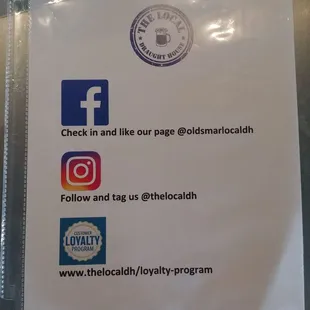 THE LOCAL
DRAUGHT HOUSE
f
Check in and like our page @oldsmarlocaldh
Follow and tag us @thelocaldh
CUSTOMER
LOYALTY
PROGRAM
www.thelocaldh/loyalty-program